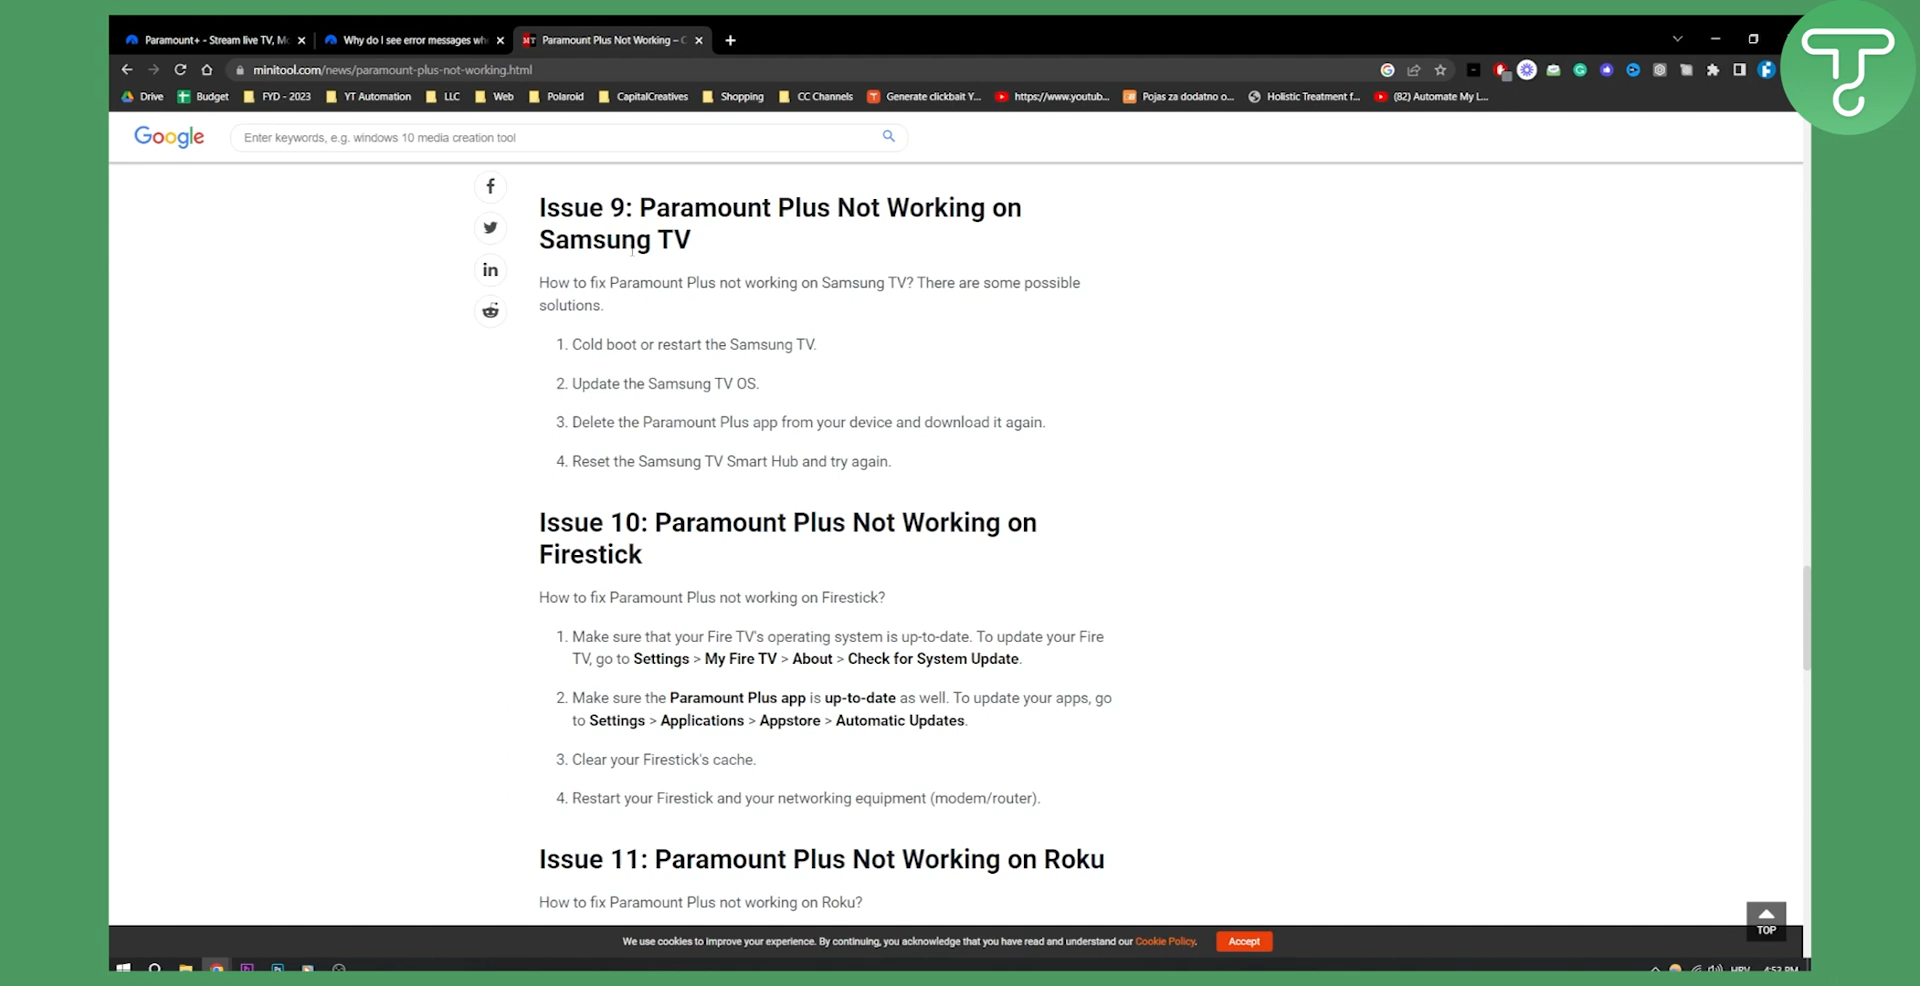 Paramount+ - Stream live TV, Mo
Why do I see error messages wh
MT Paramount Plus Not Working – C
minitool.com/news/paramount-plus-not-working.html
Drive Budget FYD - 2023 YT Automation LLC Web Polaroid CapitalCreatives Shopping CC Channels Generate clickbait Y... https://www.youtub... Pojas za dodatno o... Holistic Treatment f... (82) Automate My L...
Google Enter keywords, e.g. windows 10 media creation tool
Issue 9: Paramount Plus Not Working on
Samsung TV
How to fix Paramount Plus not working on Samsung TV? There are some possible
solutions.
1. Cold boot or restart the Samsung TV.
2. Update the Samsung TV OS.
3. Delete the Paramount Plus app from your device and download it again.
4. Reset the Samsung TV Smart Hub and try again.
Issue 10: Paramount Plus Not Working on
Firestick
How to fix Paramount Plus not working on Firestick?
1. Make sure that your Fire TV's operating system is up-to-date. To update your Fire
TV, go to Settings > My Fire TV > About > Check for System Update.
2. Make sure the Paramount Plus app is up-to-date as well. To update your apps, go
to Settings > Applications > Appstore > Automatic Updates.
3. Clear your Firestick's cache.
4. Restart your Firestick and your networking equipment (modem/router).
Issue 11: Paramount Plus Not Working on Roku
How to fix Paramount Plus not working on Roku?
TOP
We use cookies to improve your experience. By continuing, you acknowledge that you have read and understand our Cookie Policy. Accept
HRV 4:53 PM